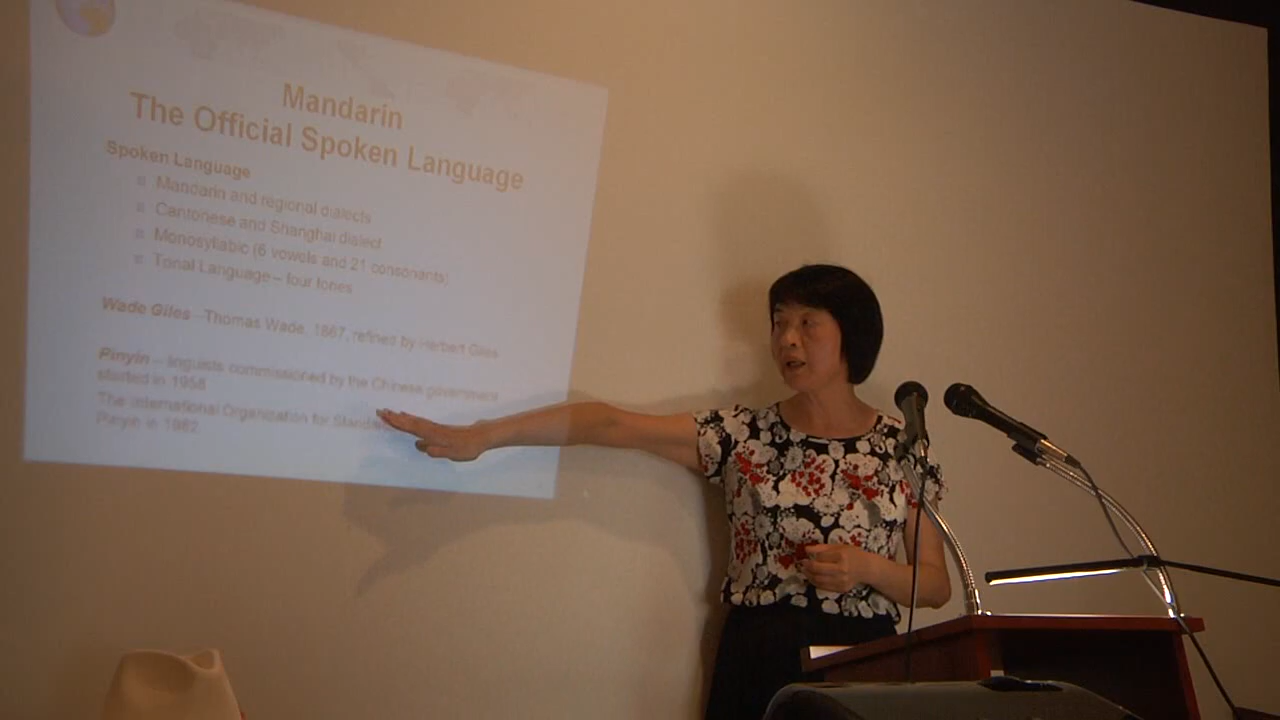 Mandarin
The Official Spoken Language
Spoken Language
Mandarin and regional dialects
Cantonese and Shanghai dialect
Monosyllabic (6 vowels and 21 consonants)
Tonal Language – four tones
Wade Giles – Thomas Wade, 1867, refined by Herbert Giles
Pinyin – linguists commissioned by the Chinese government
started in 1958
The International Organization for
Pinyin in 1982